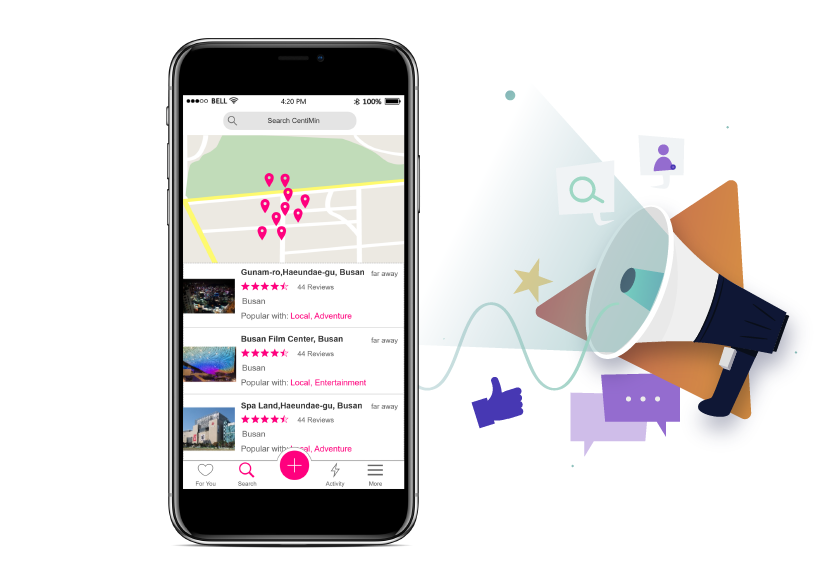 BELL 4:20 PM 100%
Search CentiMin
Gunam-ro,Haeundae-gu, Busan far away
44 Reviews
Busan
Popular with: Local, Adventure
Busan Film Center, Busan far away
44 Reviews
Busan
Popular with: Local, Entertainment
Spa Land,Haeundae-gu, Busan far away
44 Reviews
Busan
Popular with: Local, Adventure
For You Search Activity More